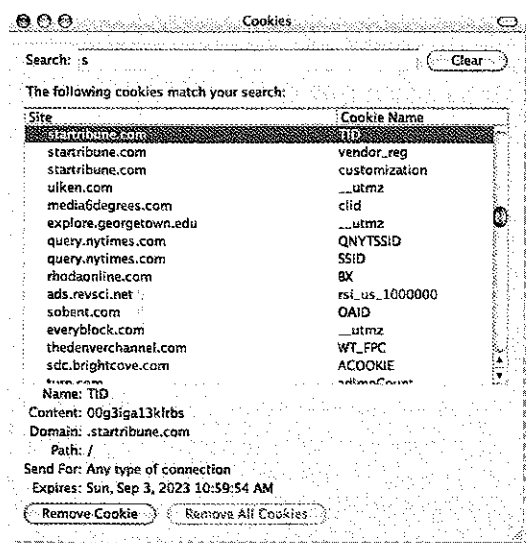 Cookies
Search: s Clear
The following cookies match your search:
Site Cookie Name
startribune.com TID
startribune.com vendor_reg
startribune.com customization
ulken.com __utmz
media6degrees.com clid
explore.georgetown.edu __utmz
query.nytimes.com QNYTSSID
query.nytimes.com SSID
rhodaonline.com BX
ads.revsci.net rsi_us_1000000
sobent.com OAID
everyblock.com __utmz
thedenverchannel.com WT_FPC
sdc.brightcove.com ACOOKIE
turn.com adImpCount
Name: TID
Content: 00g3iga13klrbs
Domain: .startribune.com
Path: /
Send For: Any type of connection
Expires: Sun, Sep 3, 2023 10:59:54 AM
Remove Cookie Remove All Cookies